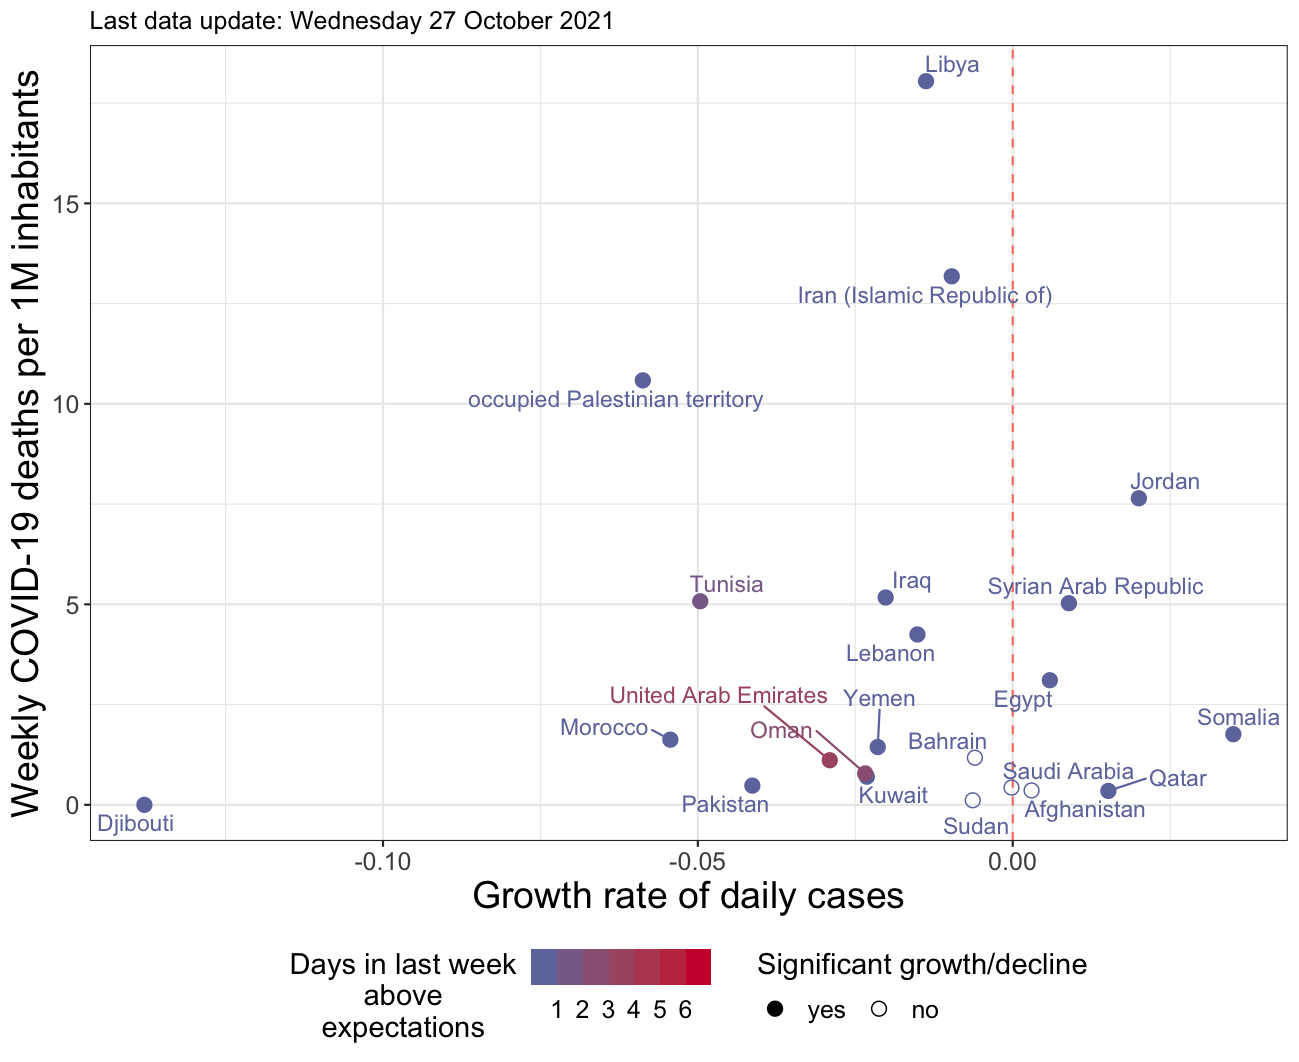 Last data update: Wednesday 27 October 2021
Weekly COVID-19 deaths per 1M inhabitants
15
10
5
0
Libya
Iran (Islamic Republic of)
occupied Palestinian territory
Jordan
Tunisia
Iraq
Syrian Arab Republic
Lebanon
United Arab Emirates
Yemen
Egypt
Morocco
Oman
Bahrain
Somalia
Saudi Arabia
Qatar
Pakistan
Kuwait
Afghanistan
Djibouti
Sudan
-0.10
-0.05
0.00
Growth rate of daily cases
Days in last week
above
expectations
1 2 3 4 5 6
Significant growth/decline
yes
no